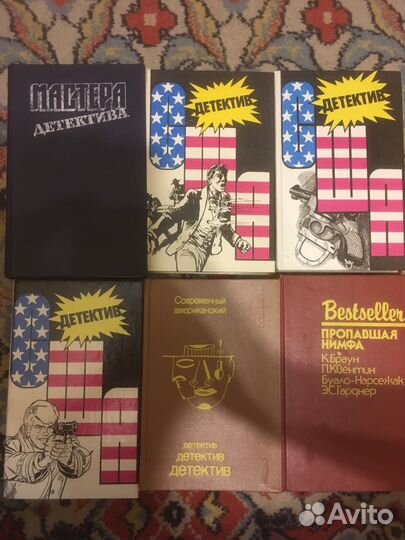 МАСТЕРА
ДЕТЕКТИВА
ДЕТЕКТИВ
США
ДЕТЕКТИВ
США
ДЕТЕКТИВ
США
Современный
американский
детектив
детектив
детектив
Bestseller
ПРОПАВШАЯ
НИМФА
К.Браун
П.Квентин
Буало-Нарсежак
Э.С.Гарднер
Avito